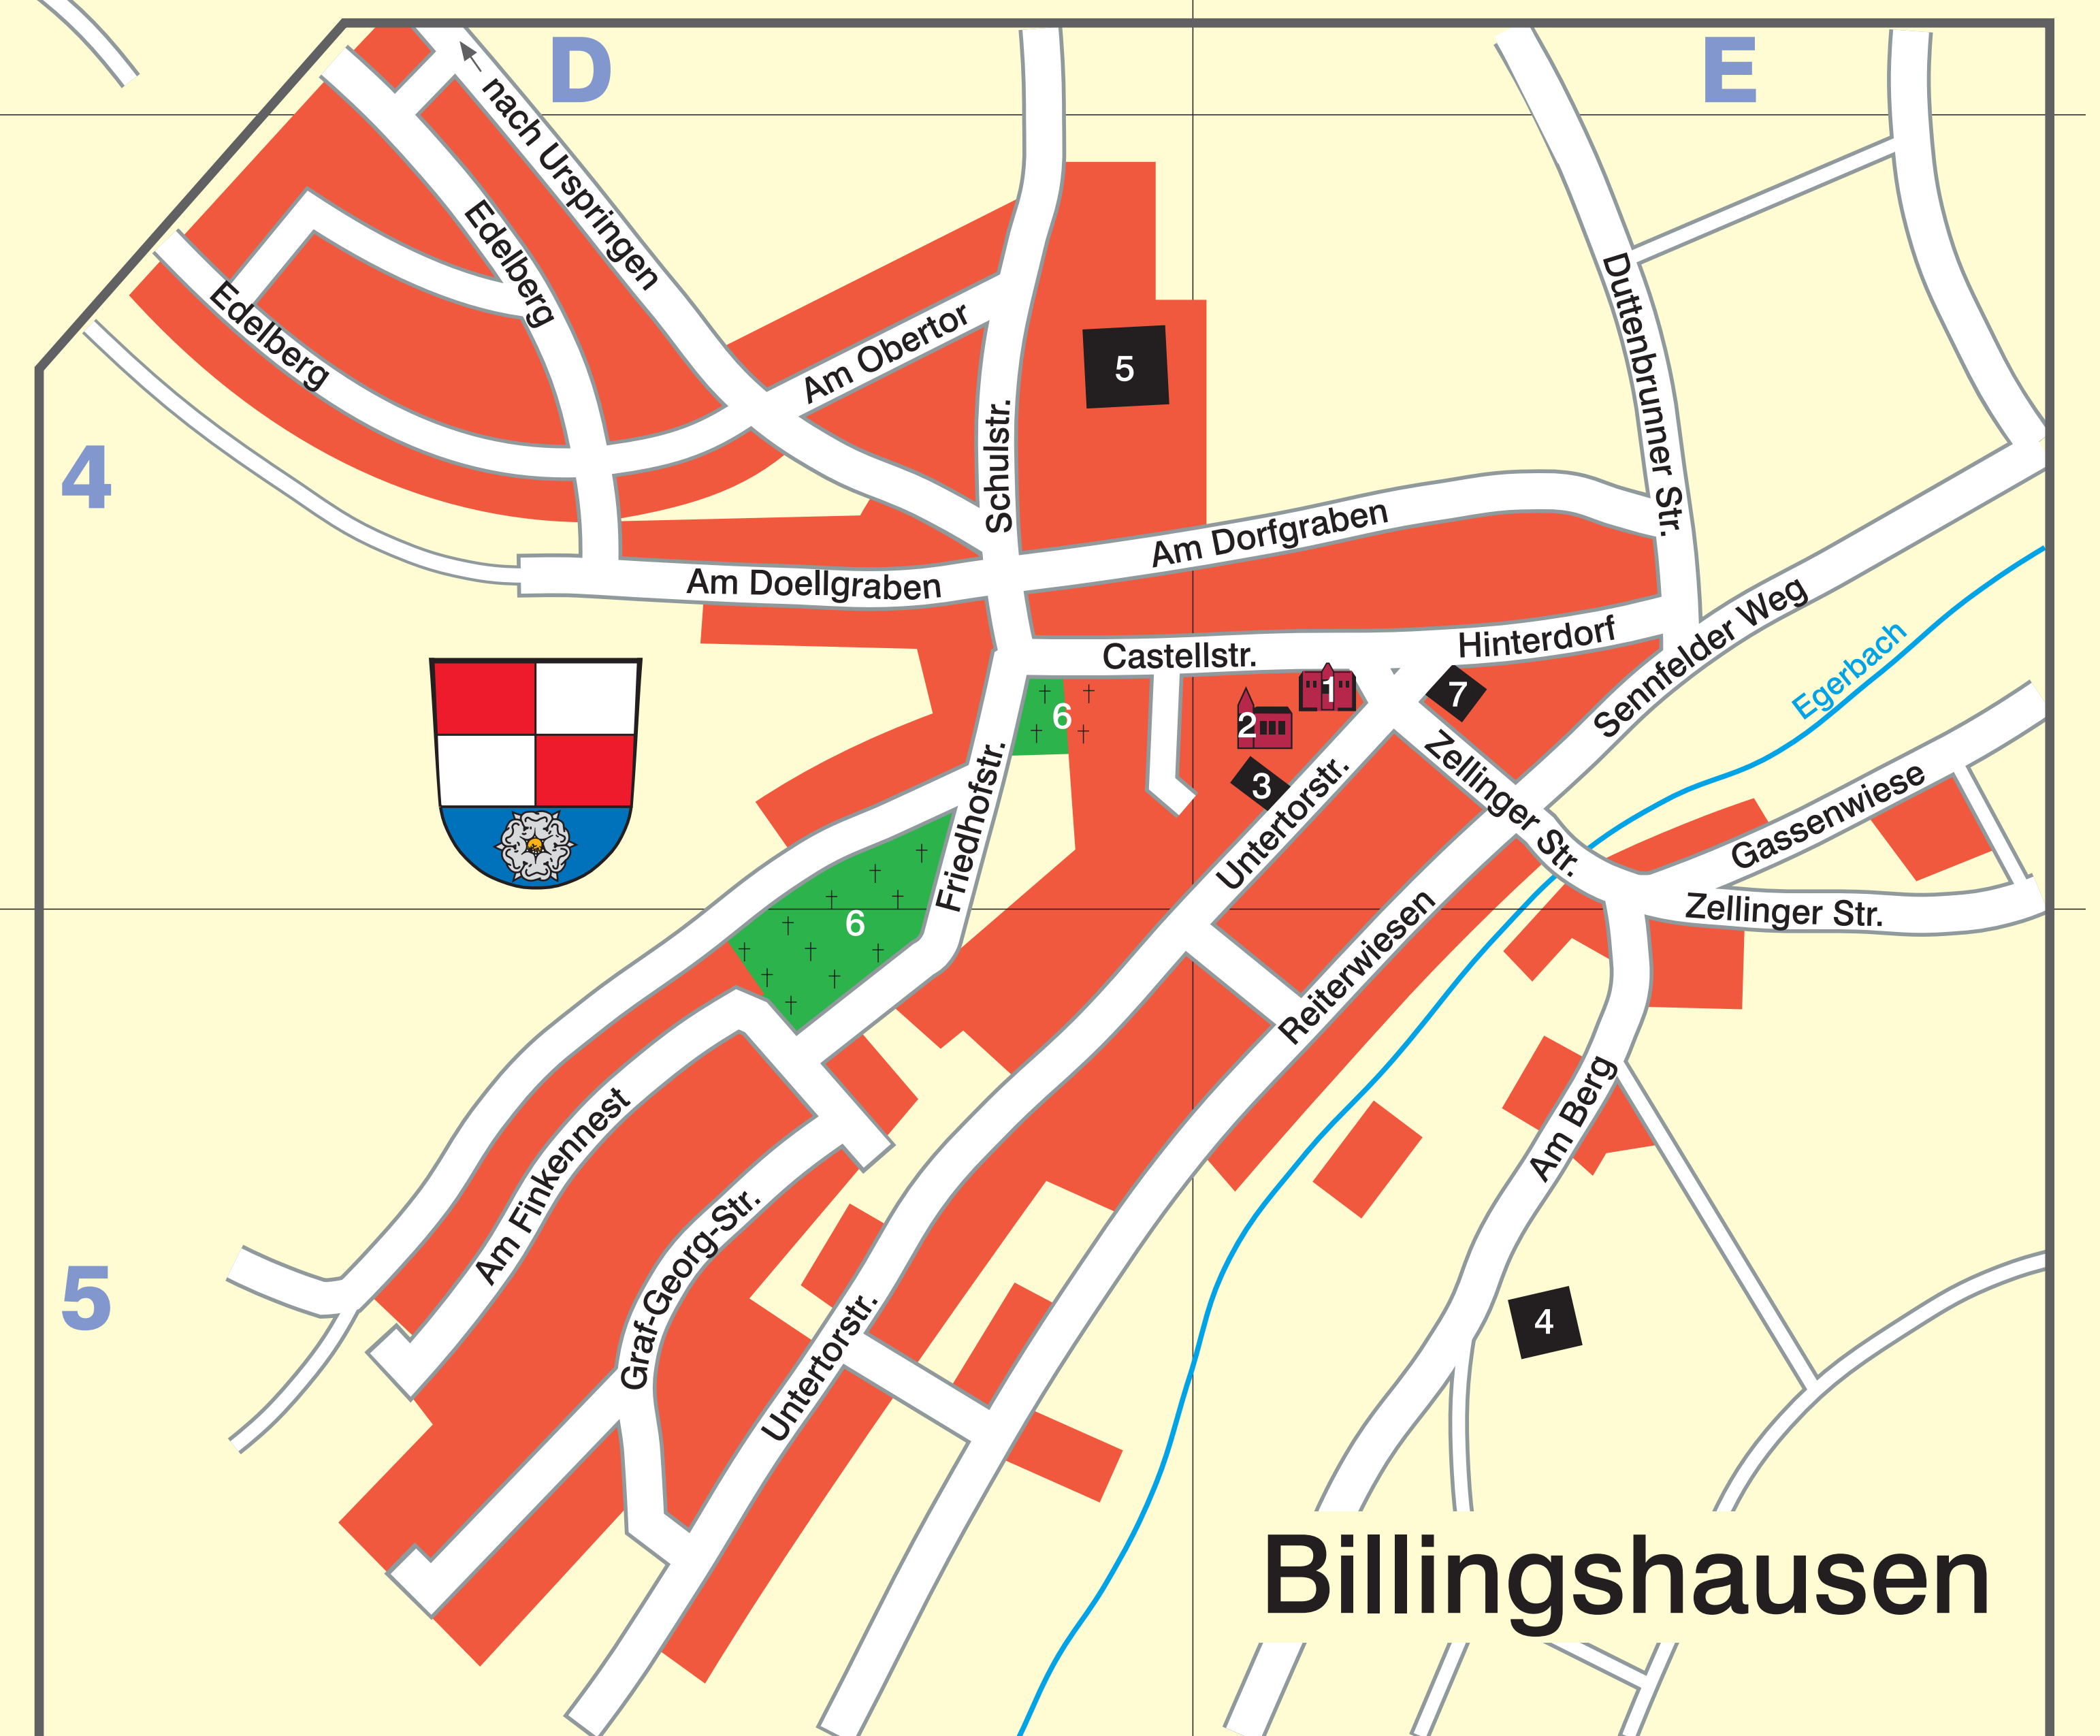 D
E
nach Urspringen
Edelberg
Edelberg
Am Obertor
5
Duttenbrunner Str.
4
Schulstr.
Am Dorfgraben
Am Doellgraben
Sennfelder Weg
Hinterdorf
Castellstr.
Egerbach
1
7
6
2
3
Zellinger Str.
Untertorstr.
Friedhofstr.
Gassenwiese
6
Zellinger Str.
Reiterwiesen
Am Berg
Am Finkennest
Graf-Georg-Str.
5
4
Untertorstr.
Billingshausen